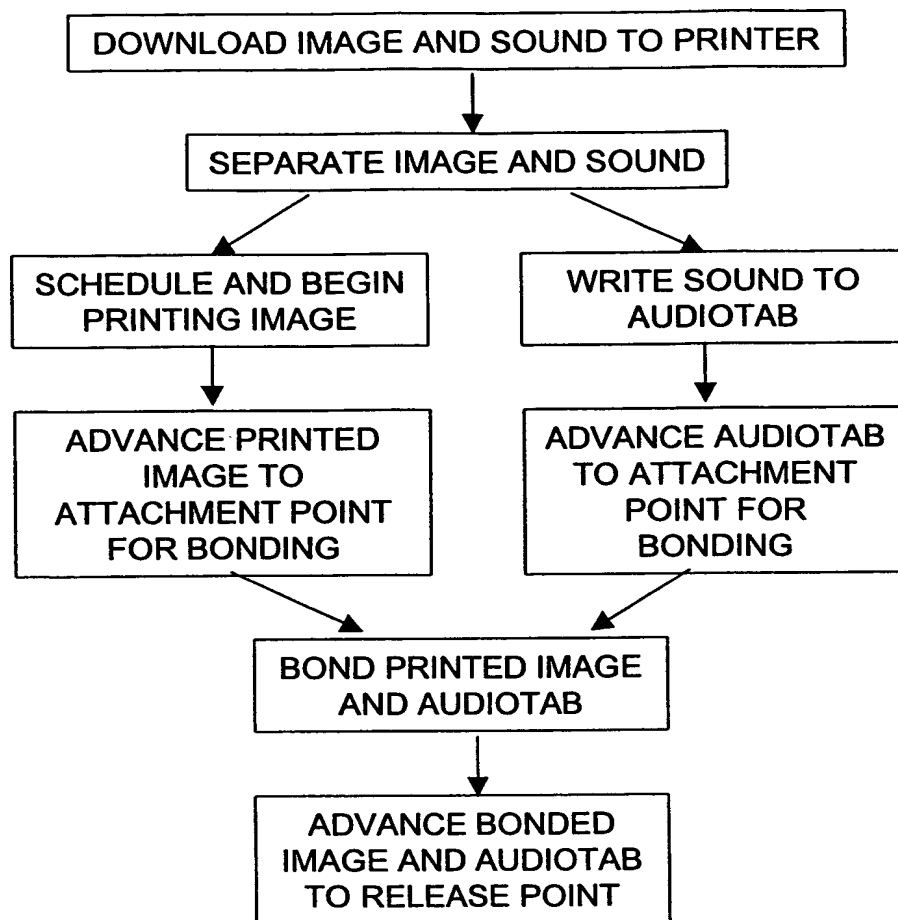 DOWNLOAD IMAGE AND SOUND TO PRINTER
SEPARATE IMAGE AND SOUND
SCHEDULE AND BEGIN
PRINTING IMAGE
WRITE SOUND TO
AUDIOTAB
ADVANCE PRINTED
IMAGE TO
ATTACHMENT POINT
FOR BONDING
ADVANCE AUDIOTAB
TO ATTACHMENT
POINT FOR
BONDING
BOND PRINTED IMAGE
AND AUDIOTAB
ADVANCE BONDED
IMAGE AND AUDIOTAB
TO RELEASE POINT